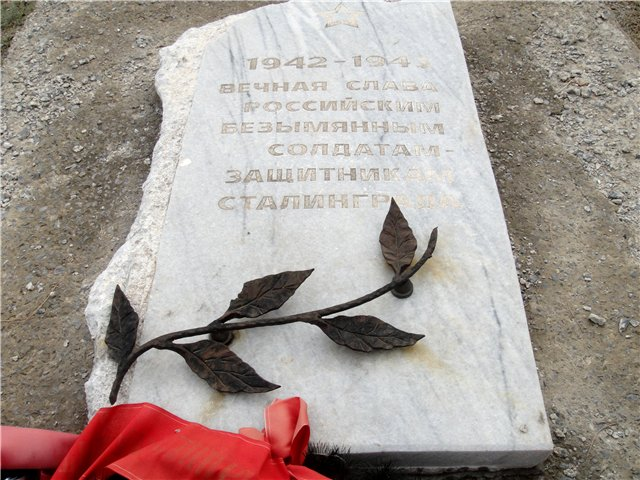 1942-1943
ВЕЧНАЯ СЛАВА
РОССИЙСКИМ
БЕЗЫМЯННЫМ
СОЛДАТАМ-
ЗАЩИТНИКАМ
СТАЛИНГРАДА